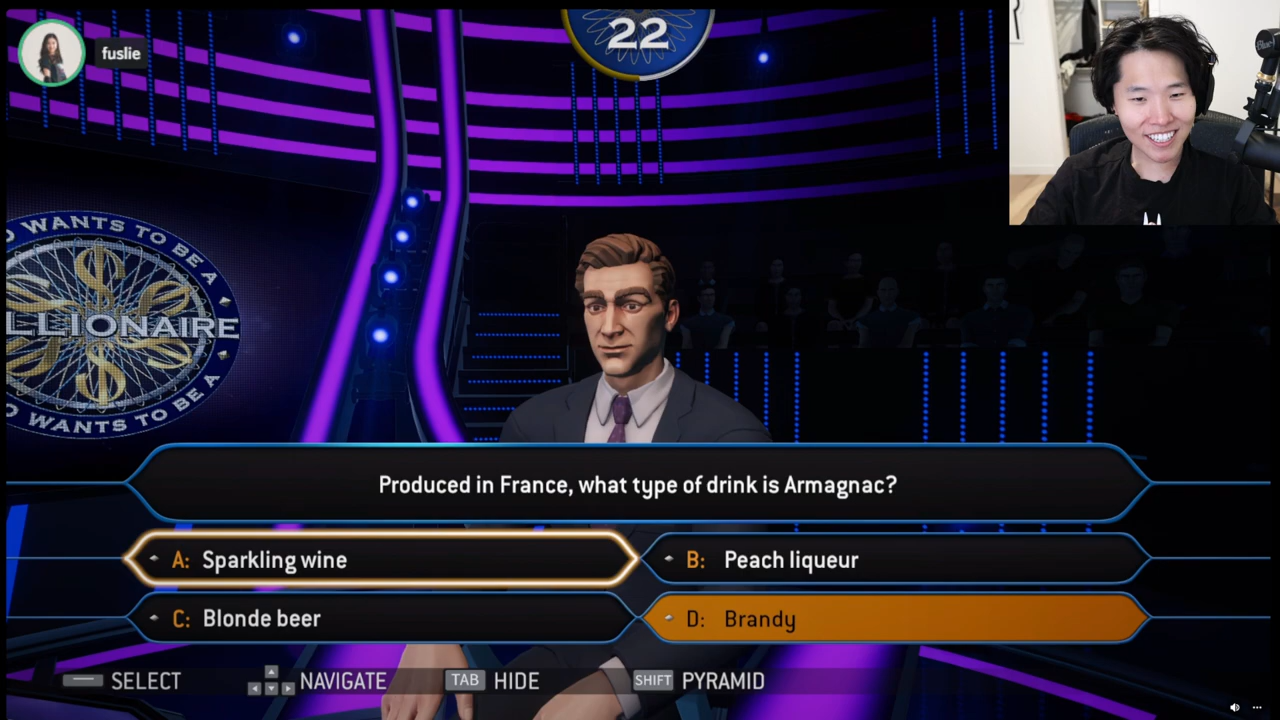 fuslie
22
O WANTS TO BE A
LLIONAIRE
O WANTS TO BE A
Produced in France, what type of drink is Armagnac?
A: Sparkling wine
B: Peach liqueur
C: Blonde beer
D: Brandy
SELECT
NAVIGATE
TAB HIDE
SHIFT PYRAMID